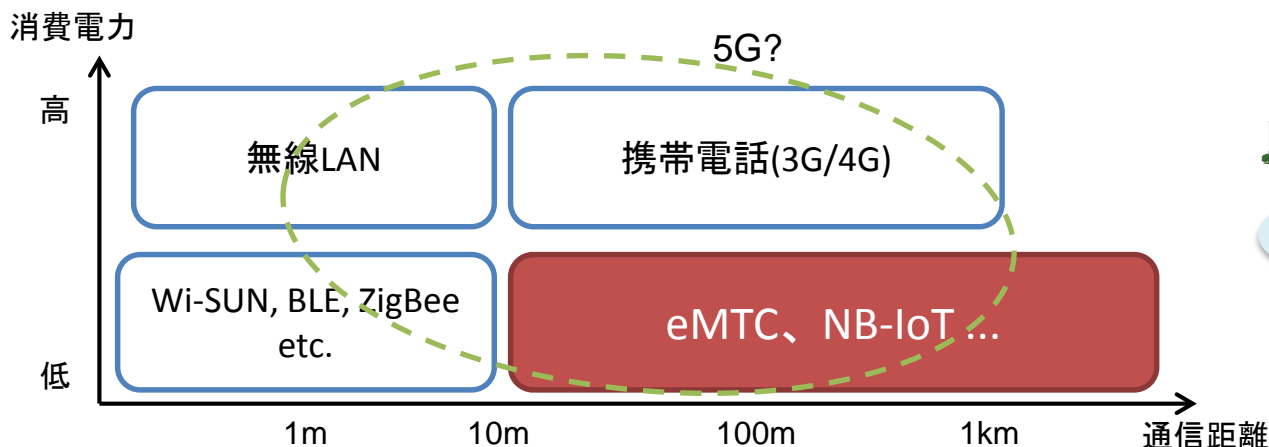 消費電力
5G?
高
無線LAN
携帯電話(3G/4G)
Wi-SUN, BLE, ZigBee
etc.
eMTC、NB-IoT ...
低
1m
10m
100m
1km
通信距離